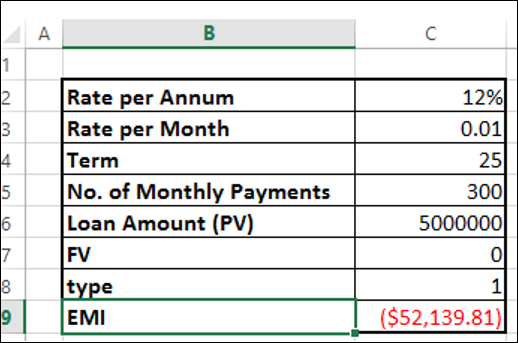 A B C
1
2 Rate per Annum 12%
3 Rate per Month 0.01
4 Term 25
5 No. of Monthly Payments 300
6 Loan Amount (PV) 5000000
7 FV 0
8 type 1
9 EMI ($52,139.81)